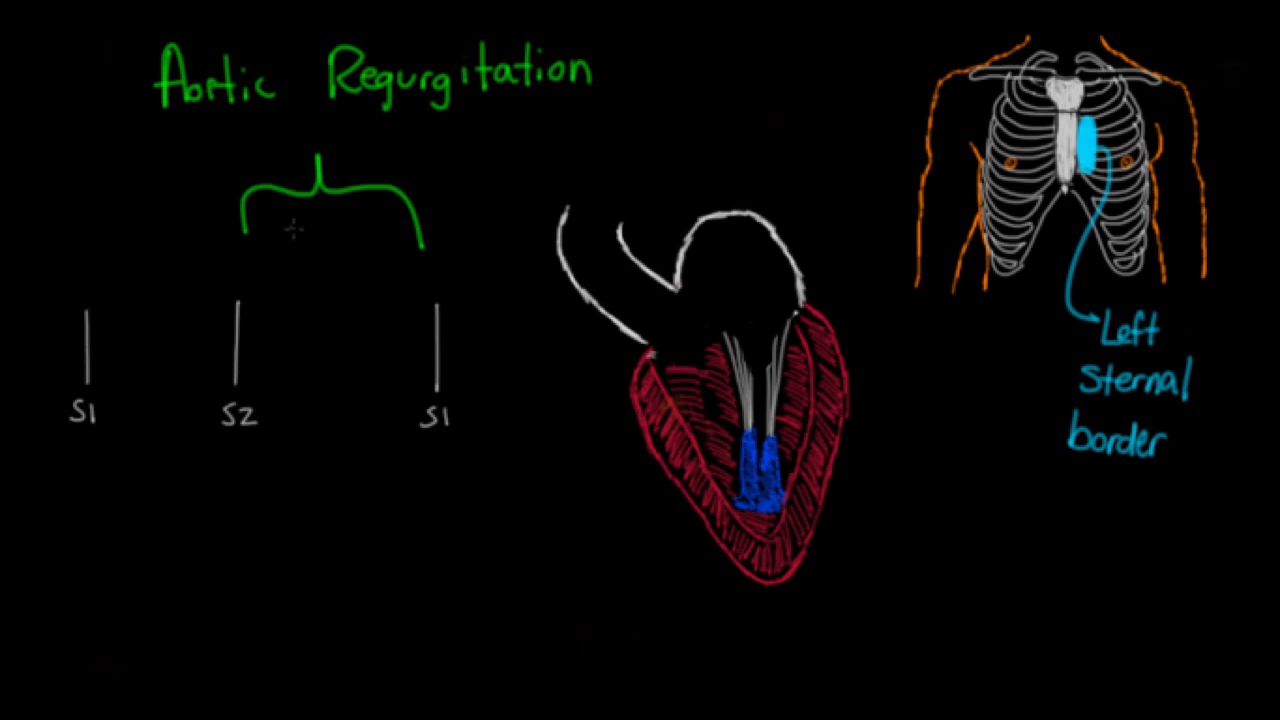 Aortic Regurgitation
S1 S2 S1
Left
sternal
border